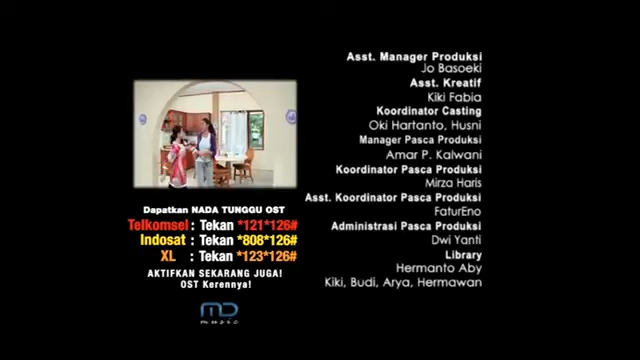 Asst. Manager Produksi
Jo Basoeki
Asst. Kreatif
Kiki Fabia
Koordinator Casting
Oki Hartanto, Husni
Manager Pasca Produksi
Amar P. Kalwani
Koordinator Pasca Produksi
Mirza Haris
Asst. Koordinator Pasca Produksi
FaturEno
Administrasi Pasca Produksi
Dwi Yanti
Library
Hermanto Aby
Kiki, Budi, Arya, Hermawan
Dapatkan NADA TUNGGU OST
Telkomsel : Tekan *121*126#
Indosat : Tekan *808*126#
XL : Tekan *123*126#
AKTIFKAN SEKARANG JUGA!
OST Kerennya!
MD
music